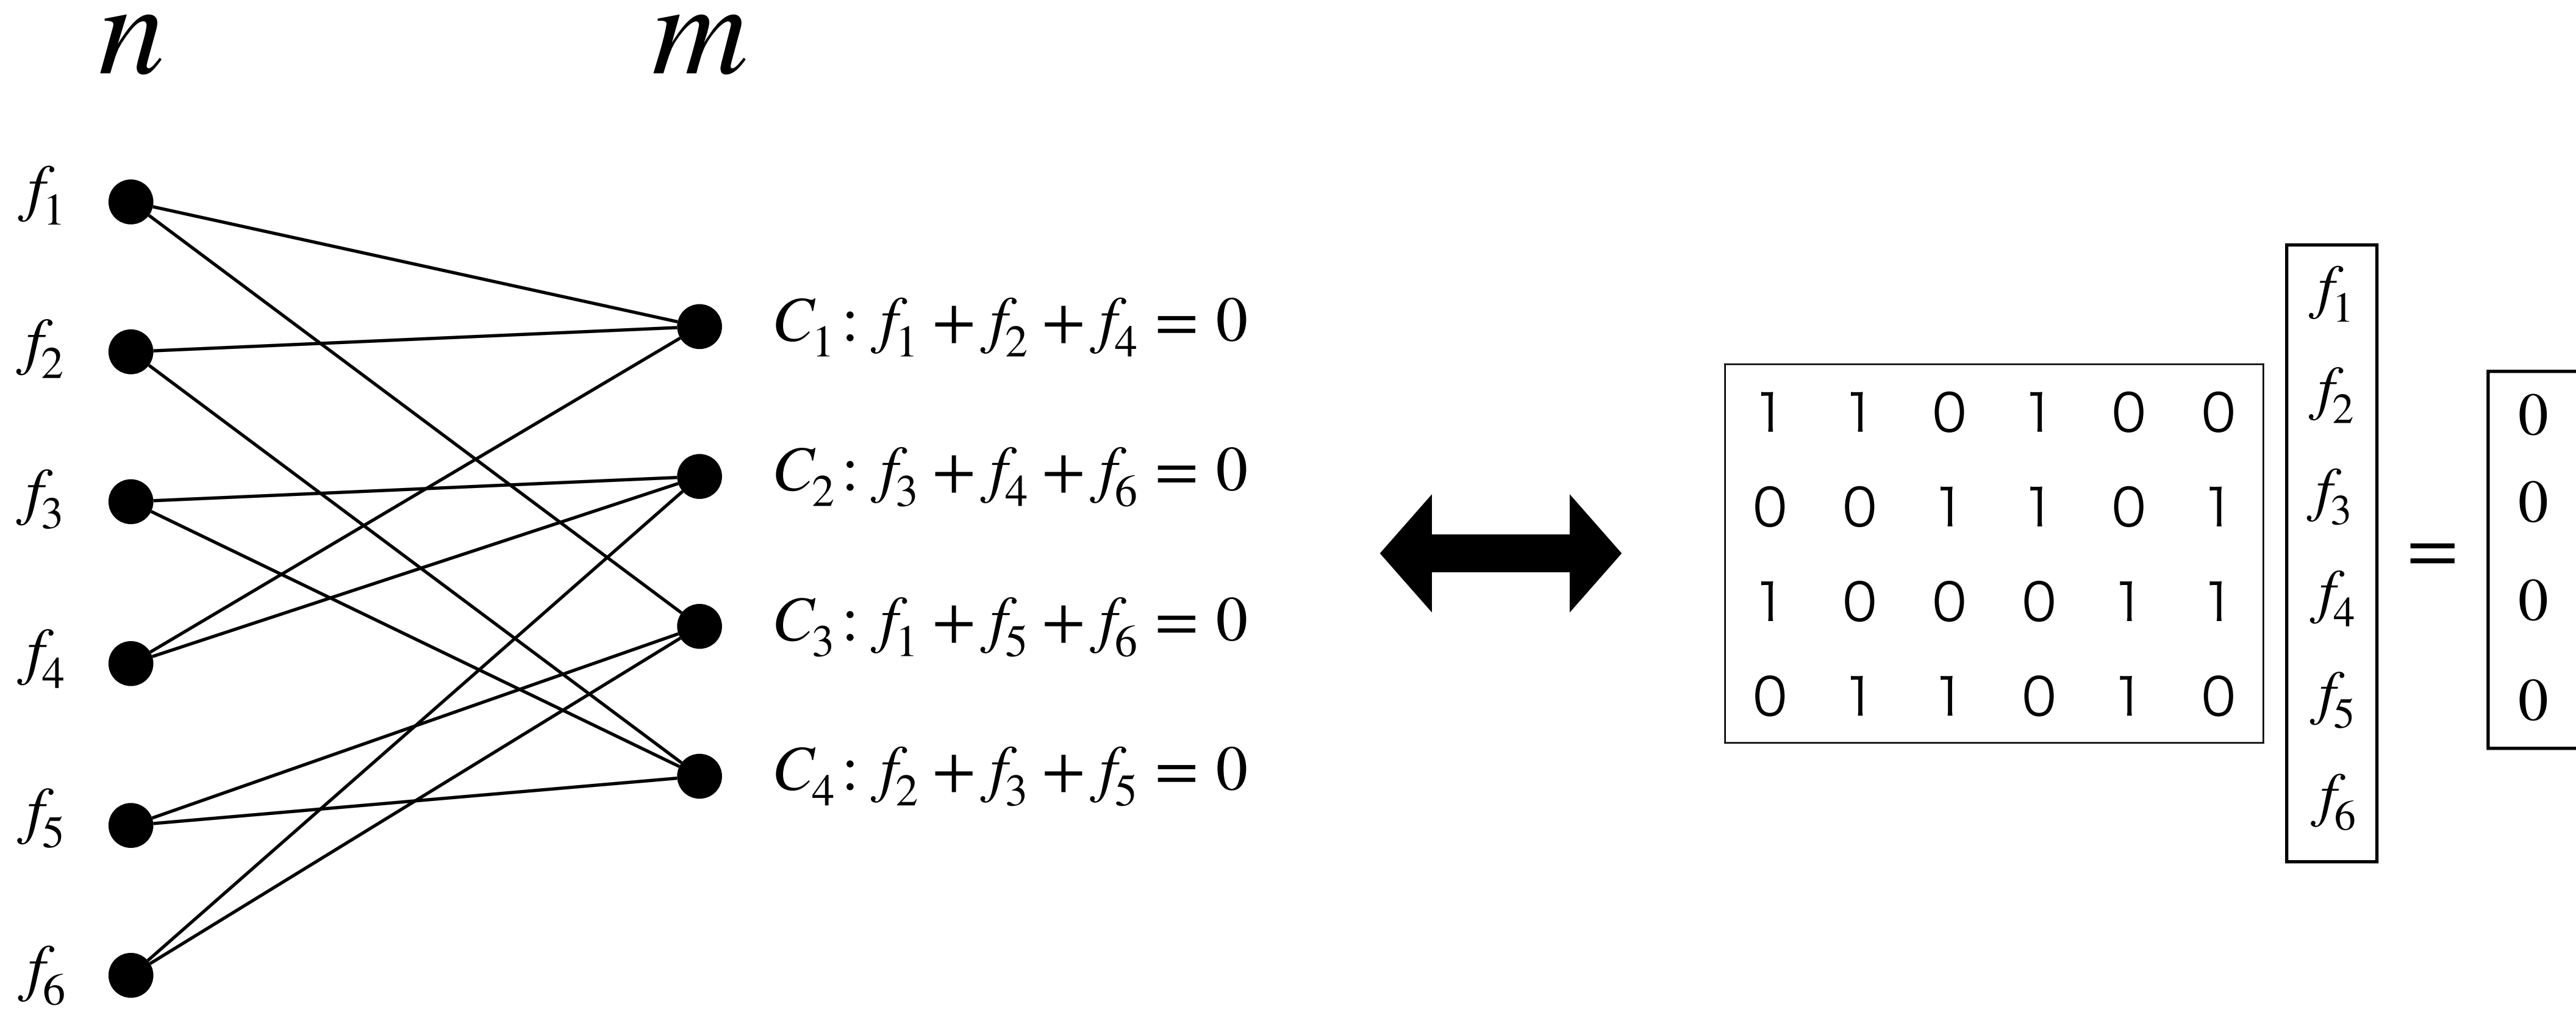 n m
f1
f2
f3
f4
f5
f6
C1: f1 + f2 + f4 = 0
C2: f3 + f4 + f6 = 0
C3: f1 + f5 + f6 = 0
C4: f2 + f3 + f5 = 0
1 1 0 1 0 0
0 0 1 1 0 1
1 0 0 0 1 1
0 1 1 0 1 0
f1
f2
f3
f4
f5
f6
=
0
0
0
0